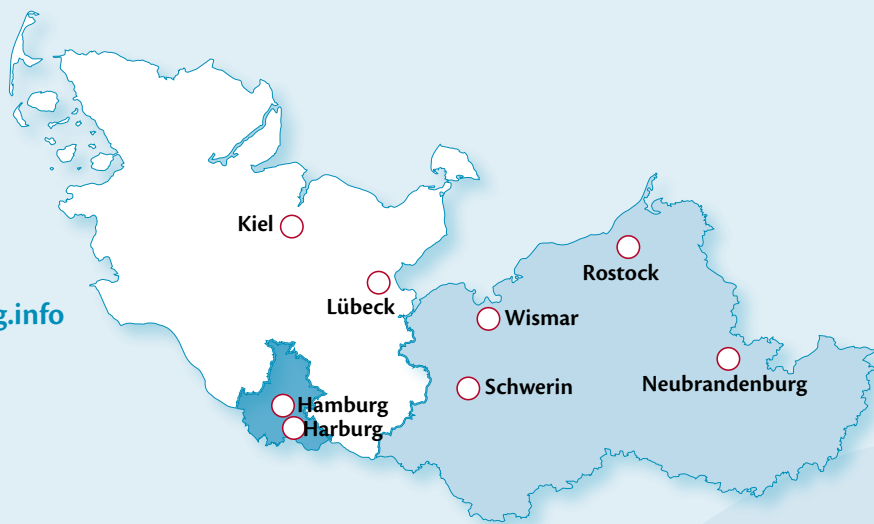 Kiel
Rostock
Lübeck
g.info
Wismar
Neubrandenburg
Schwerin
Hamburg
Harburg